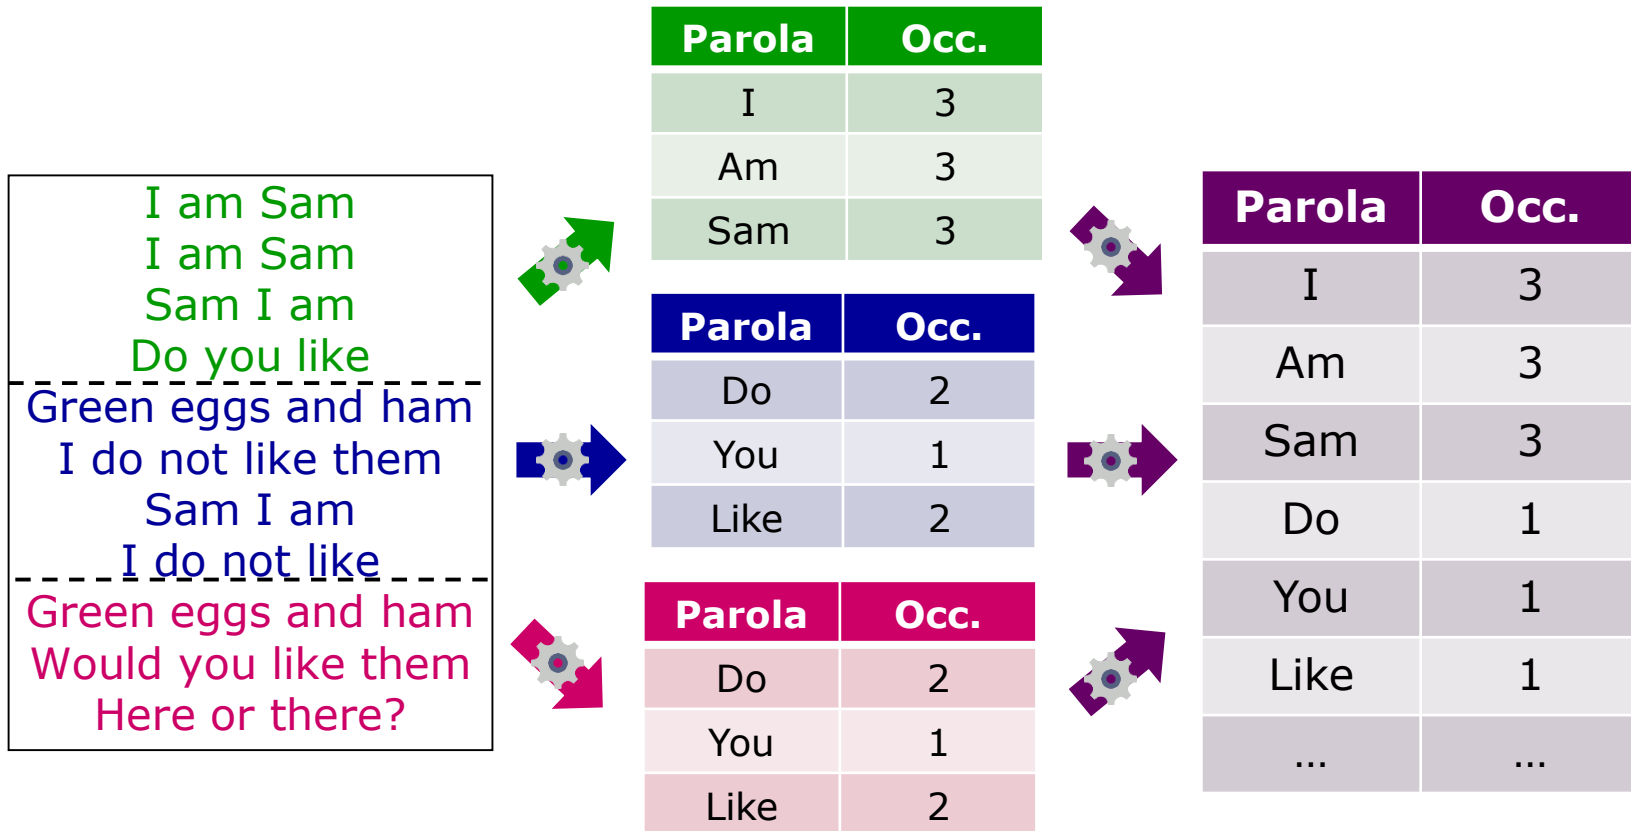 I am Sam
I am Sam
Sam I am
Do you like
Green eggs and ham
I do not like them
Sam I am
I do not like
Green eggs and ham
Would you like them
Here or there?
Parola Occ.
I 3
Am 3
Sam 3
Parola Occ.
Do 2
You 1
Like 2
Parola Occ.
Do 2
You 1
Like 2
Parola Occ.
I 3
Am 3
Sam 3
Do 1
You 1
Like 1
... ...